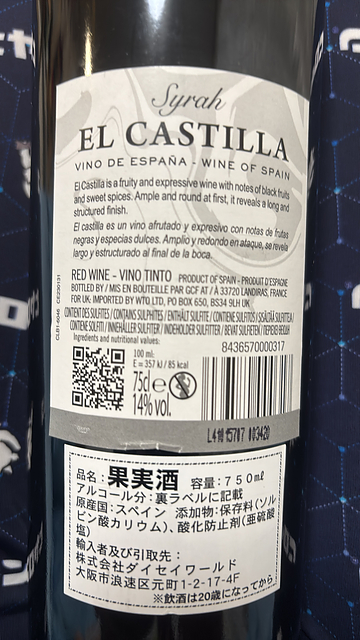 Syrah
EL CASTILLA
VINO DE ESPAÑA - WINE OF SPAIN
El Castilla is a fruity and expressive wine with notes of black fruits
and sweet spices. Ample and round at first, it reveals a long and
structured finish.
El castilla es un vino afrutado y expresivo con notas de frutas
negras y especias dulces. Amplio y redondo en ataque, se revela
largo y estructurado al final de la boca.
RED WINE - VINO TINTO PRODUCT OF SPAIN - PRODUIT D'ESPAGNE
BOTTLED BY / MIS EN BOUTEILLE PAR GCF AT / À 33720 LANDIRAS, FRANCE
FOR UK: IMPORTED BY WTO LTD, PO BOX 650, BS34 9LH UK
CONTIENT DES SULFITES / CONTAINS SULPHITES / ENTHÄLT SULFITE / CONTIENE SULFITOS /
CONTIENE SOLFITI / INNEHÅLLER SULFITER / INDEHOLDER SULFITTER / BEVAT SULFIETEN /
Ingredients and nutritional values:
100 ml:
E = 357 kJ / 85 kcal
75cl e
14% vol.
8436570000317
品名:果実酒 容量:750mℓ
アルコール分:裏ラベルに記載
原産国:スペイン 添加物:保存料(ソル
ビン酸カリウム)、酸化防止剤(亜硫酸
塩)
輸入者及び引取先:
株式会社ダイセイワールド
大阪市浪速区元町1-2-17-4F
※飲酒は20歳になってから